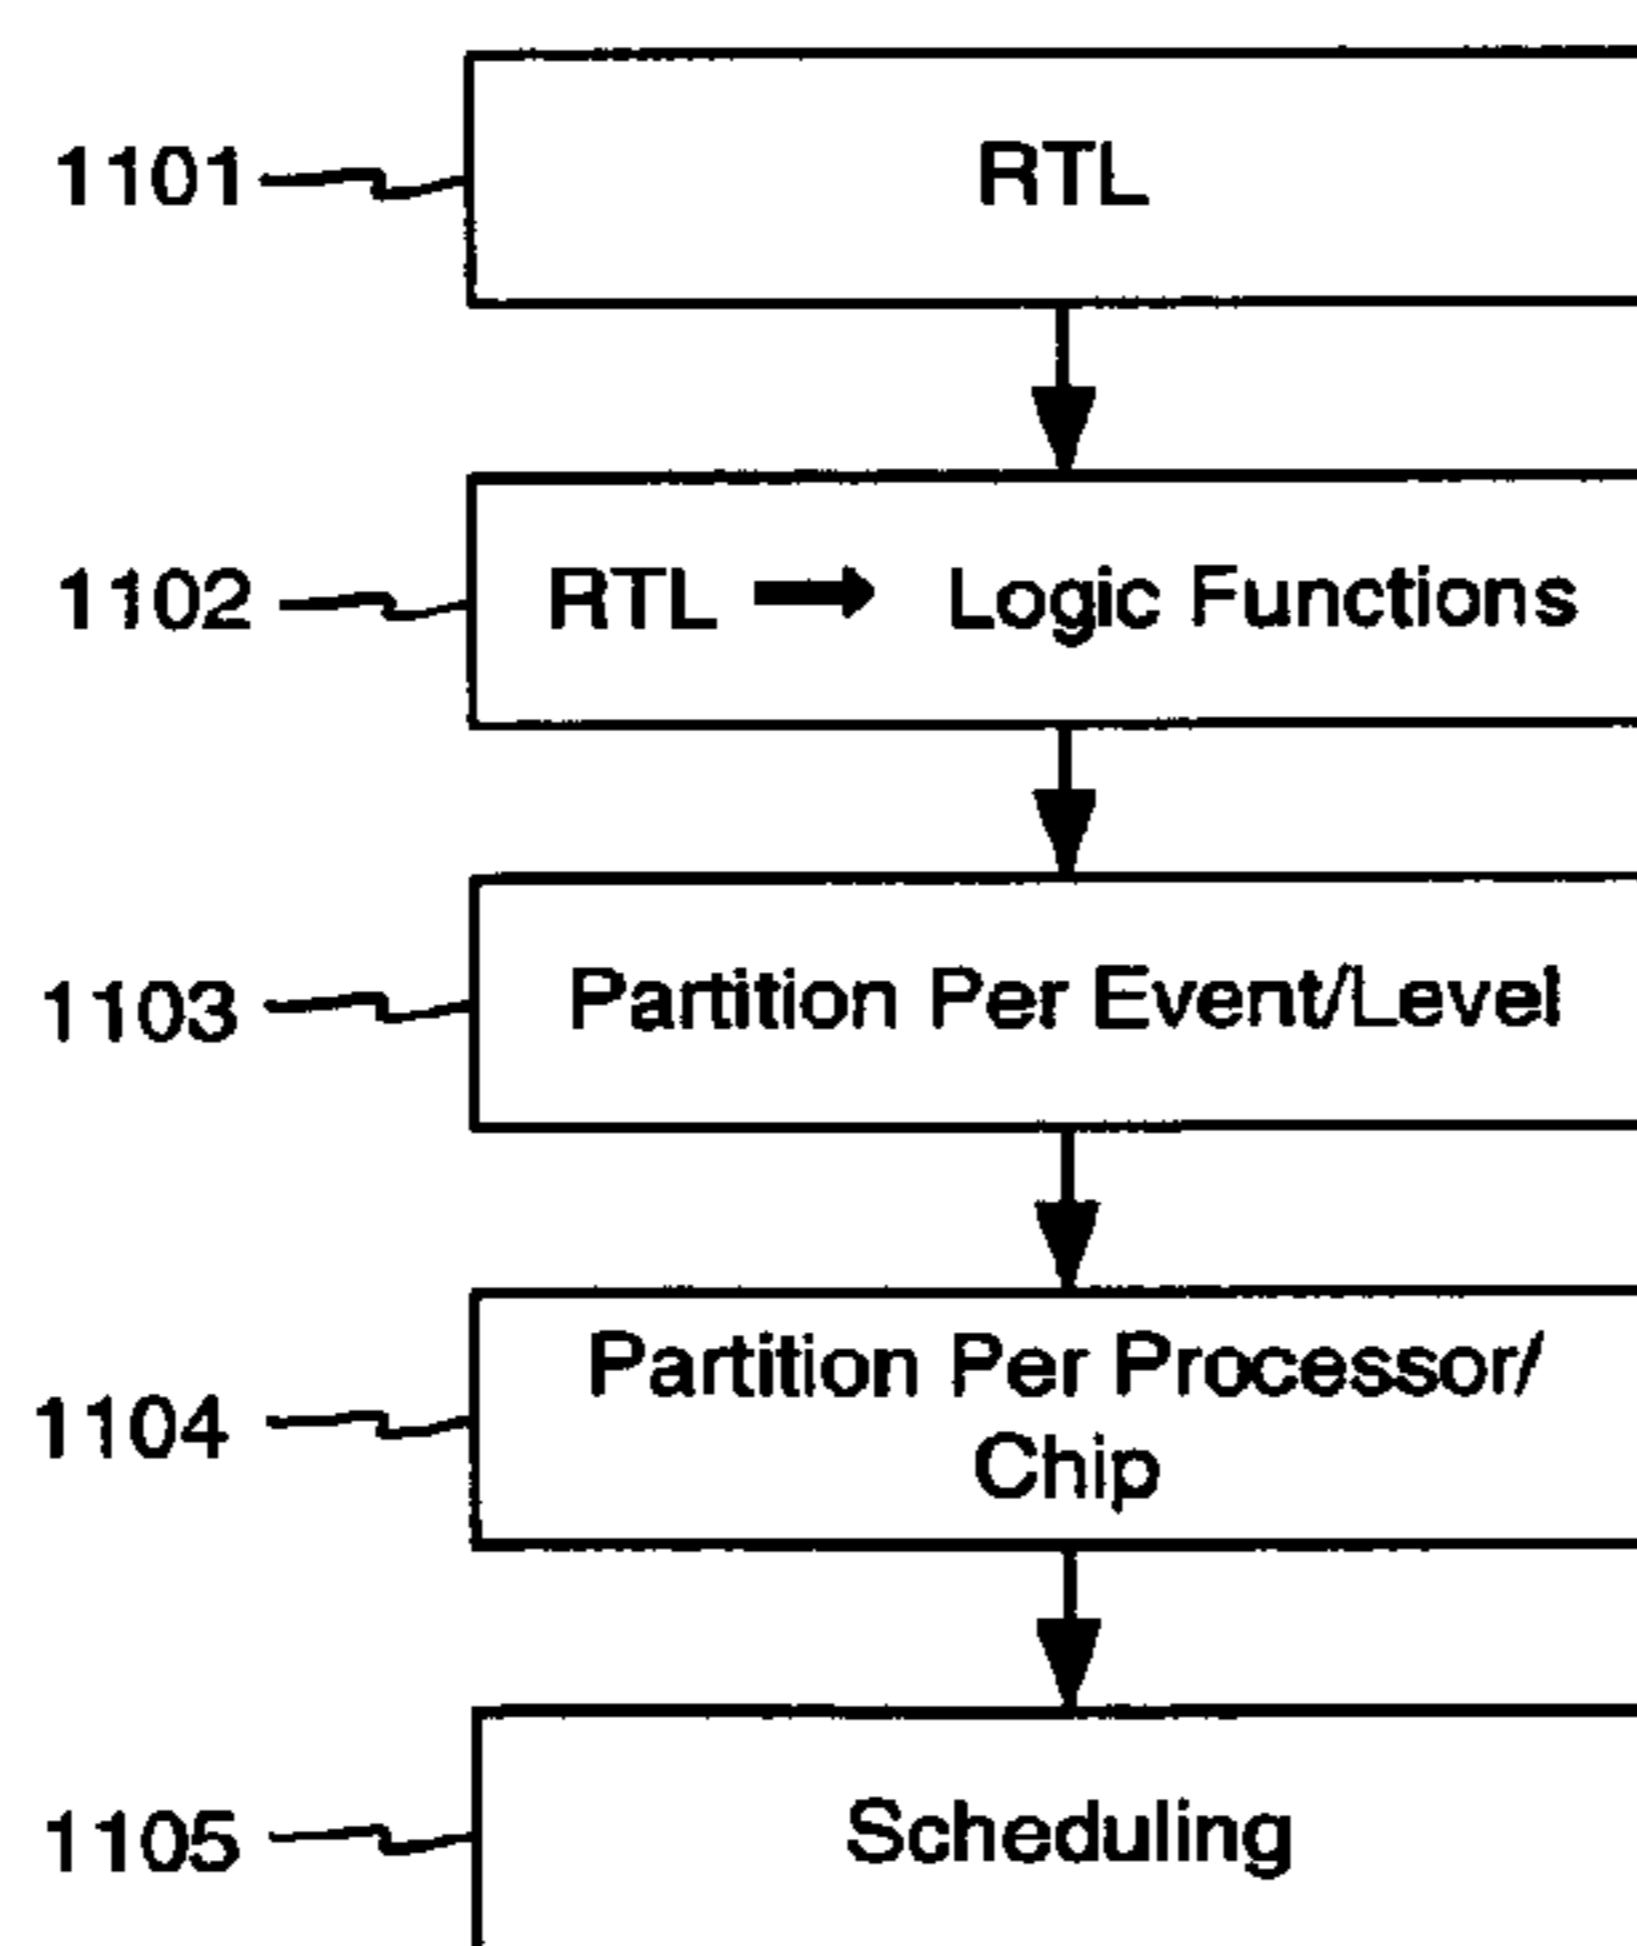 1101 RTL
1102 RTL ➡ Logic Functions
1103 Partition Per Event/Level
1104 Partition Per Processor/
Chip
1105 Scheduling